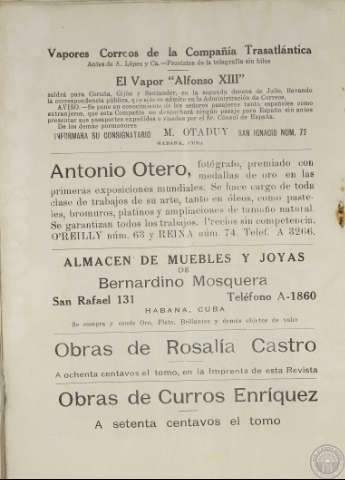 Vapores Correos de la Compañía Trasatlántica
Antes de A. López y Ca.—Provistos de la telegrafía sin hilos
El Vapor "Alfonso XIII"
saldrá para Coruña, Gijón y Santander, en la segunda decena de Julio, llevando
la correspondencia pública, que sólo se admite en la Administración de Correos.
AVISO.—Se pone en conocimiento de los señores pasajeros tanto españoles como
extranjeros, que esta Compañía no despachará ningún pasaje para España sin antes
presentar sus pasaportes expedidos o visados por el Sr. Cónsul de España.
De los demás pormenores
INFORMARA SU CONSIGNATARIO M. OTADUY SAN IGNACIO NUM. 72
HABANA, CUBA
Antonio Otero, fotógrafo, premiado con
medallas de oro en las
primeras exposiciones mundiales. Se hace cargo de toda
clase de trabajos de su arte, tanto en óleos, como paste-
les, bromuros, platinos y ampliaciones de tamaño natural.
Se garantizan todos los trabajos. Precios sin competencia.
O'REILLY núm. 63 y REINA núm. 74. Telef. A 3266.
ALMACEN DE MUEBLES Y JOYAS
DE
Bernardino Mosquera
San Rafael 131 Teléfono A-1860
HABANA, CUBA
Se compra y vende Oro, Plata, Brillantes y demás objetos de valor
Obras de Rosalía Castro
A ochenta centavos el tomo, en la Imprenta de esta Revista
Obras de Curros Enríquez
A setenta centavos el tomo